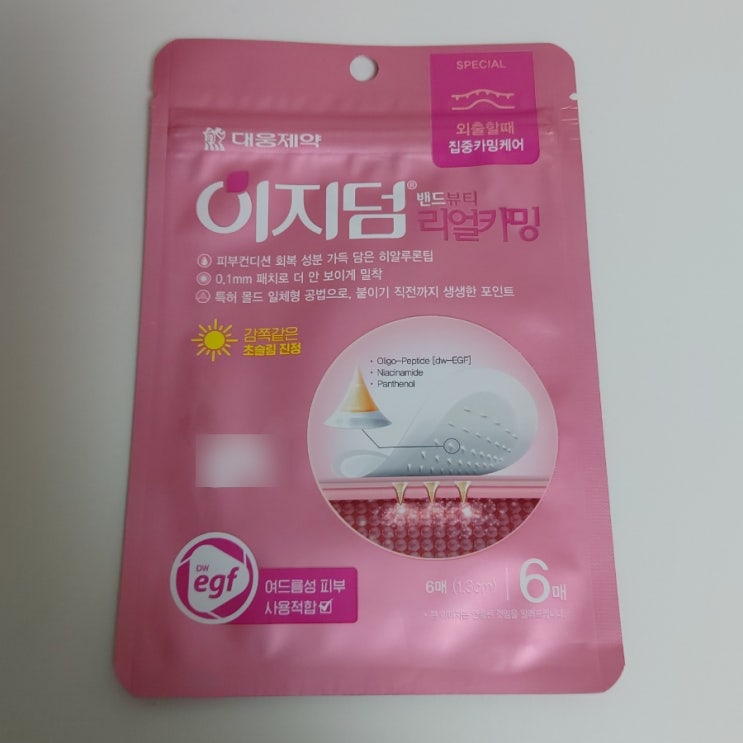 SPECIAL
외출할때
집중카밍케어
대웅제약
이지덤®
밴드뷰티
리얼카밍
피부컨디션 회복 성분 가득 담은 히알루론팁
0.1mm 패치로 더 안 보이게 밀착
특허 몰드 일체형 공법으로, 붙이기 직전까지 생생한 포인트
감쪽같은
초슬림 진정
• Oligo-Peptide [dw-EGF]
• Niacinamide
• Panthenol
DW
egf
여드름성 피부
사용적합
6매 (1.3cm) | 6매